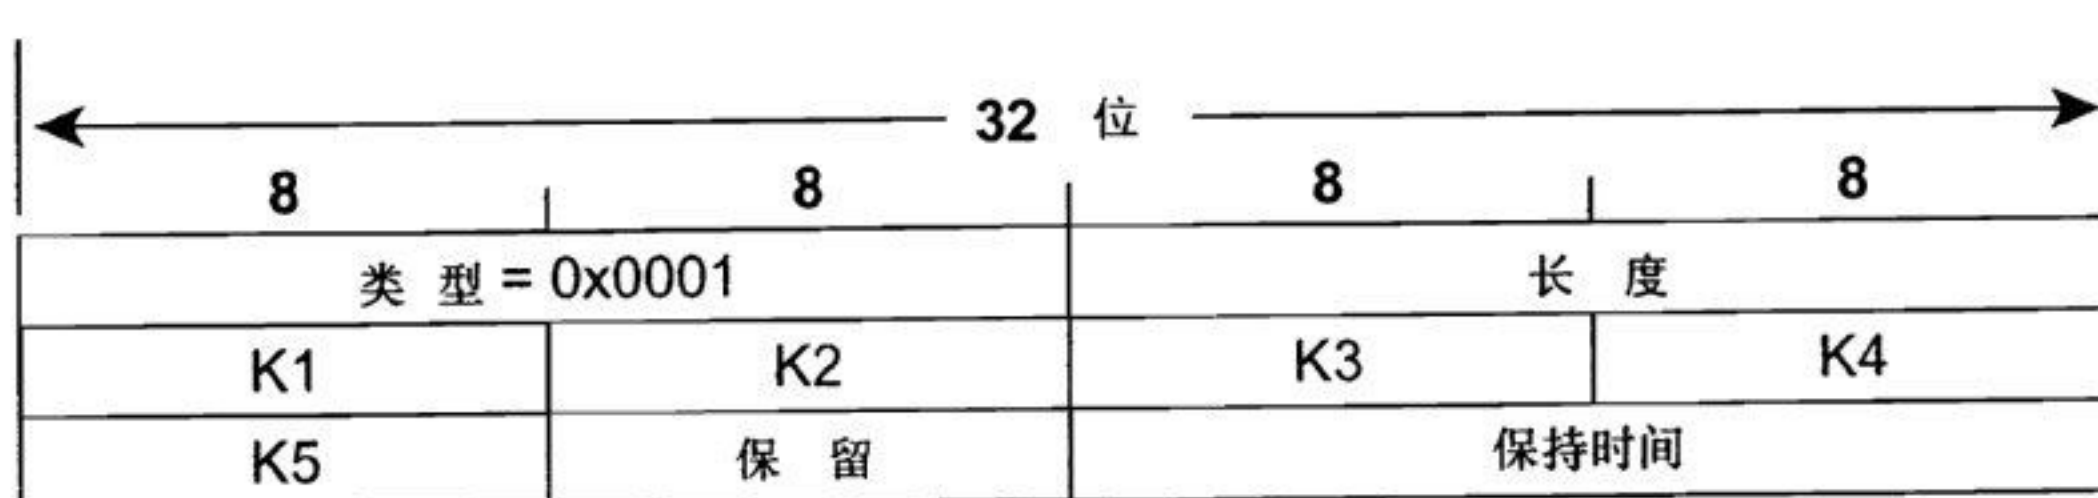 32 位
8 8 8 8
类 型 = 0x0001 长 度
K1 K2 K3 K4
K5 保 留 保持时间